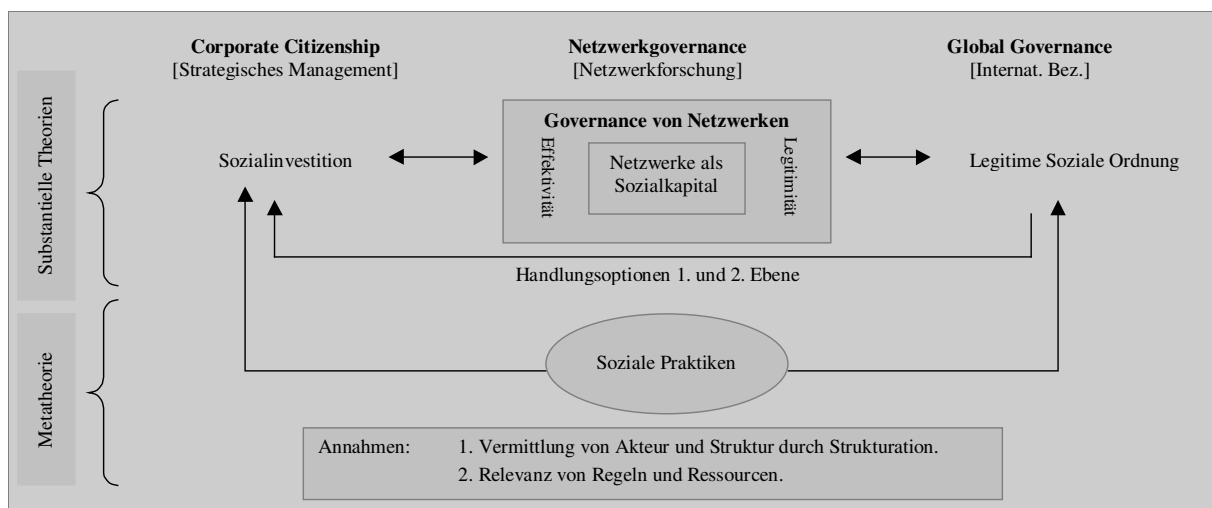 Corporate Citizenship
[Strategisches Management]
Netzwerkgovernance
[Netzwerkforschung]
Global Governance
[Internat. Bez.]
Substantielle Theorien
Governance von Netzwerken
Sozialinvestition
Effektivität
Netzwerke als
Sozialkapital
Legitimität
Legitime Soziale Ordnung
Handlungsoptionen 1. und 2. Ebene
Metatheorie
Soziale Praktiken
Annahmen: 1. Vermittlung von Akteur und Struktur durch Strukturation.
2. Relevanz von Regeln und Ressourcen.